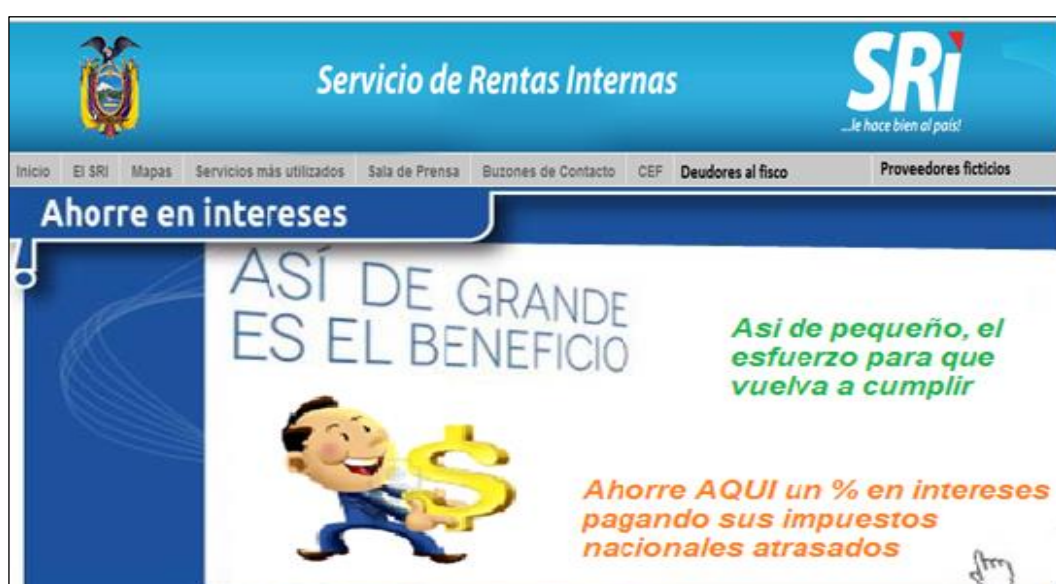 Servicio de Rentas Internas
SRi
...le hace bien al país!
Inicio El SRI Mapas Servicios más utilizados Sala de Prensa Buzones de Contacto CEF Deudores al fisco Proveedores ficticios
Ahorre en intereses
ASÍ DE GRANDE
ES EL BENEFICIO
Asi de pequeño, el
esfuerzo para que
vuelva a cumplir
Ahorre AQUI un % en intereses
pagando sus impuestos
nacionales atrasados